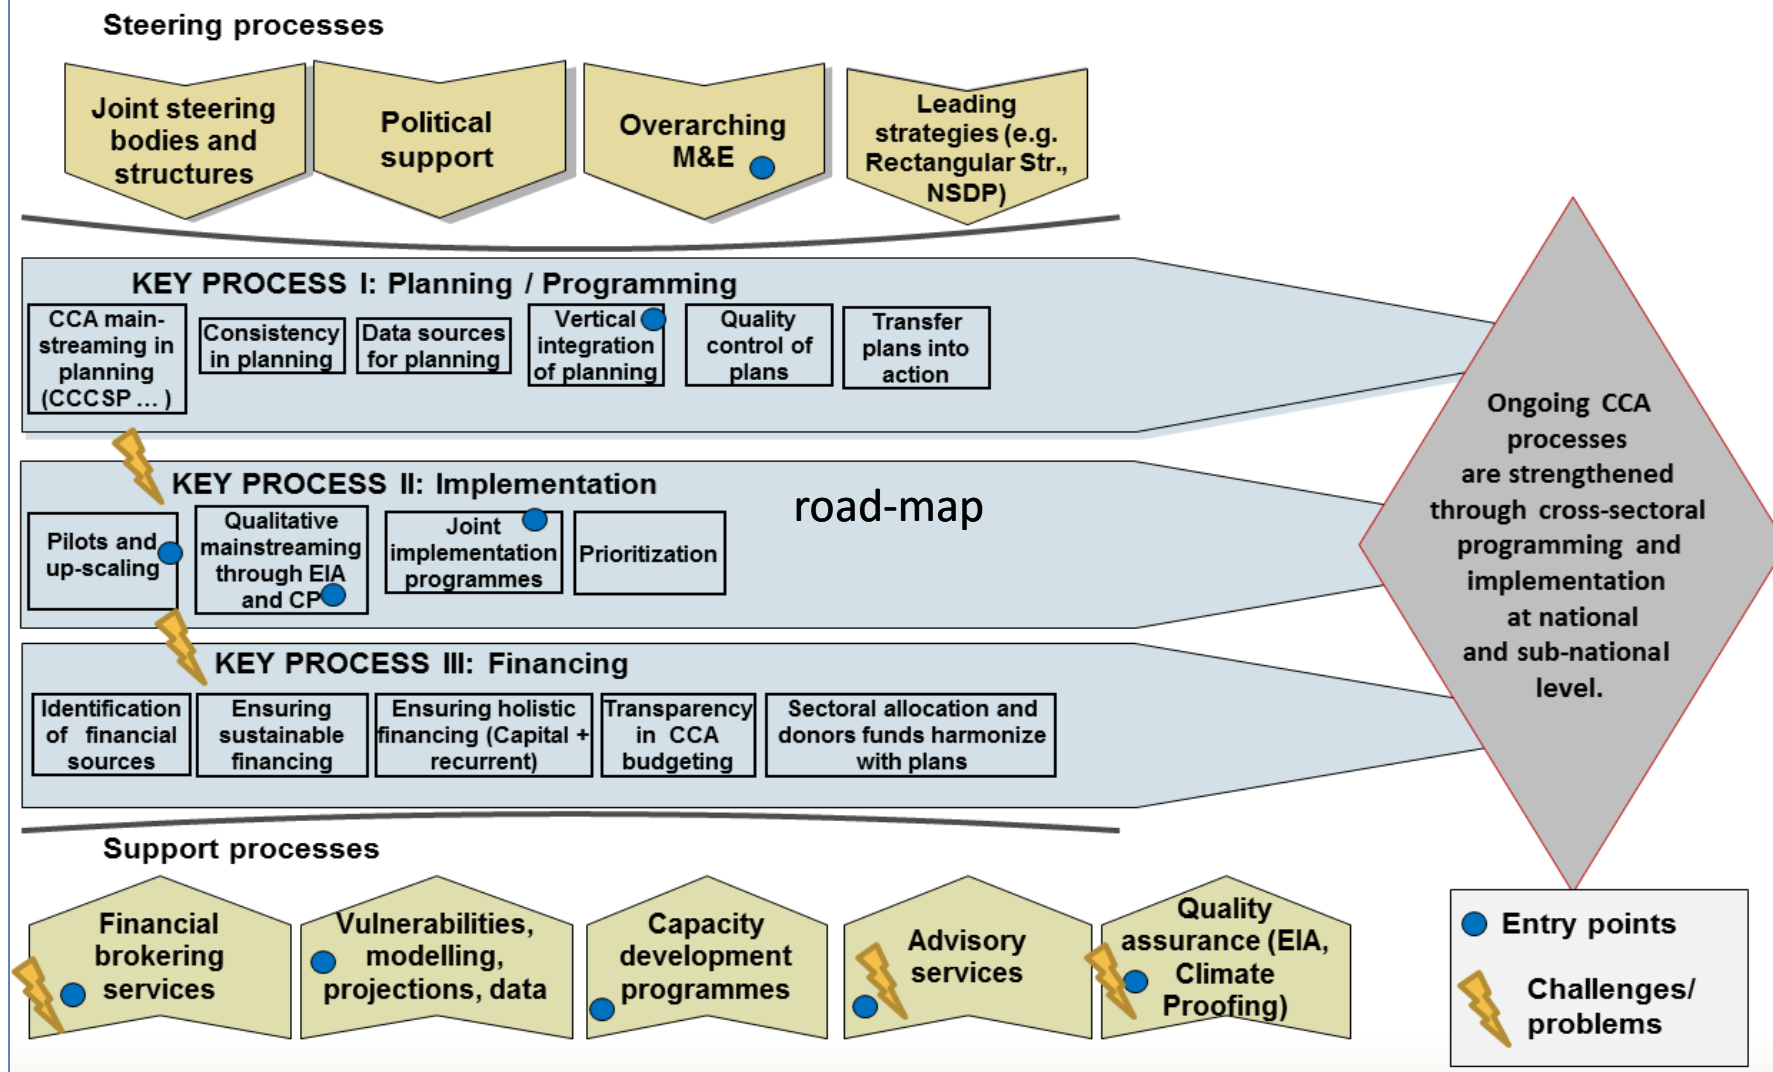 Steering processes
Joint steering
bodies and
structures
Political
support
Overarching
M&E
Leading
strategies (e.g.
Rectangular Str.,
NSDP)
KEY PROCESS I: Planning / Programming
CCA main-
streaming in
planning
(CCCSP ... )
Consistency
in planning
Data sources
for planning
Vertical
integration
of planning
Quality
control of
plans
Transfer
plans into
action
KEY PROCESS II: Implementation
road-map
Pilots and
up-scaling
Qualitative
mainstreaming
through EIA
and CP
Joint
implementation
programmes
Prioritization
KEY PROCESS III: Financing
Identification
of financial
sources
Ensuring
sustainable
financing
Ensuring holistic
financing (Capital +
recurrent)
Transparency
in CCA
budgeting
Sectoral allocation and
donors funds harmonize
with plans
Ongoing CCA
processes
are strengthened
through cross-sectoral
programming and
implementation
at national
and sub-national
level.
Support processes
Financial
brokering
services
Vulnerabilities,
modelling,
projections, data
Capacity
development
programmes
Advisory
services
Quality
assurance (EIA,
Climate
Proofing)
Entry points
Challenges/
problems